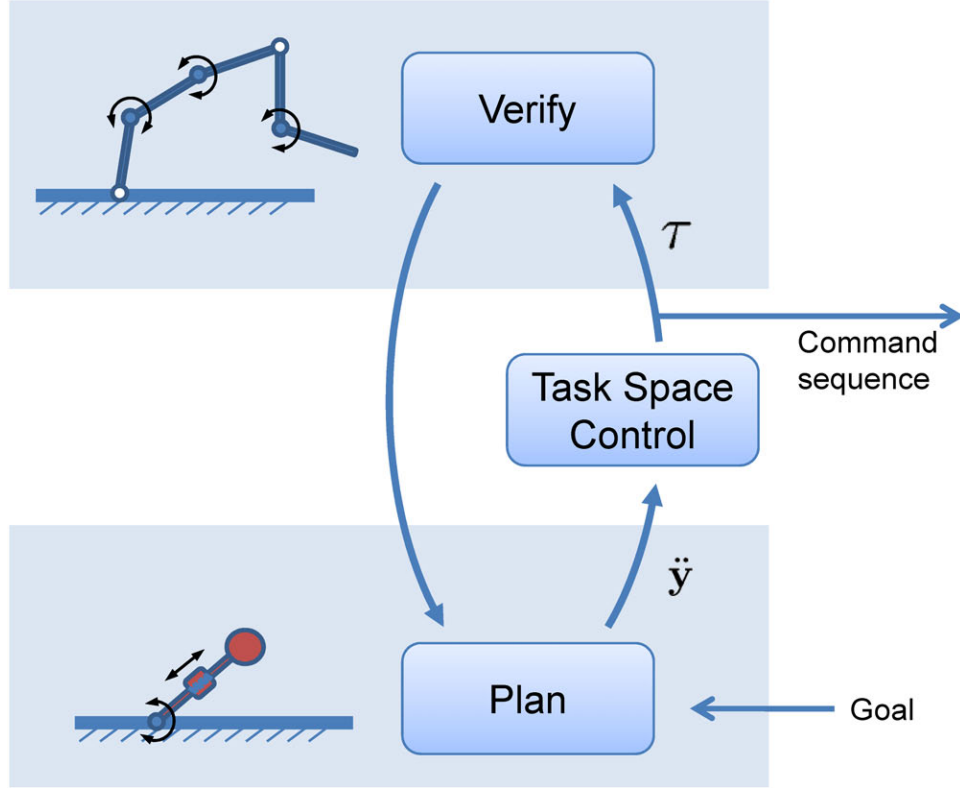 Verify
τ
Command
sequence
Task Space
Control
ÿ
Plan
Goal